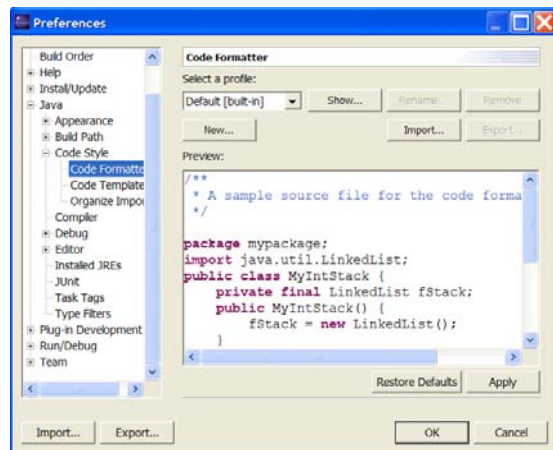 Preferences
Build Order
Help
Install/Update
Java
Appearance
Build Path
Code Style
Code Formatte
Code Template
Organize Impor
Compiler
Debug
Editor
Installed JREs
JUnit
Task Tags
Type Filters
Plug-in Development
Run/Debug
Team
Code Formatter
Select a profile:
Default [built-in] Show... Rename... Remove
New... Import... Export...
Preview:
/**
 * A sample source file for the code forma
 */
package mypackage;
import java.util.LinkedList;
public class MyIntStack {
    private final LinkedList fStack;
    public MyIntStack() {
        fStack = new LinkedList();
    }
Restore Defaults Apply
Import... Export... OK Cancel